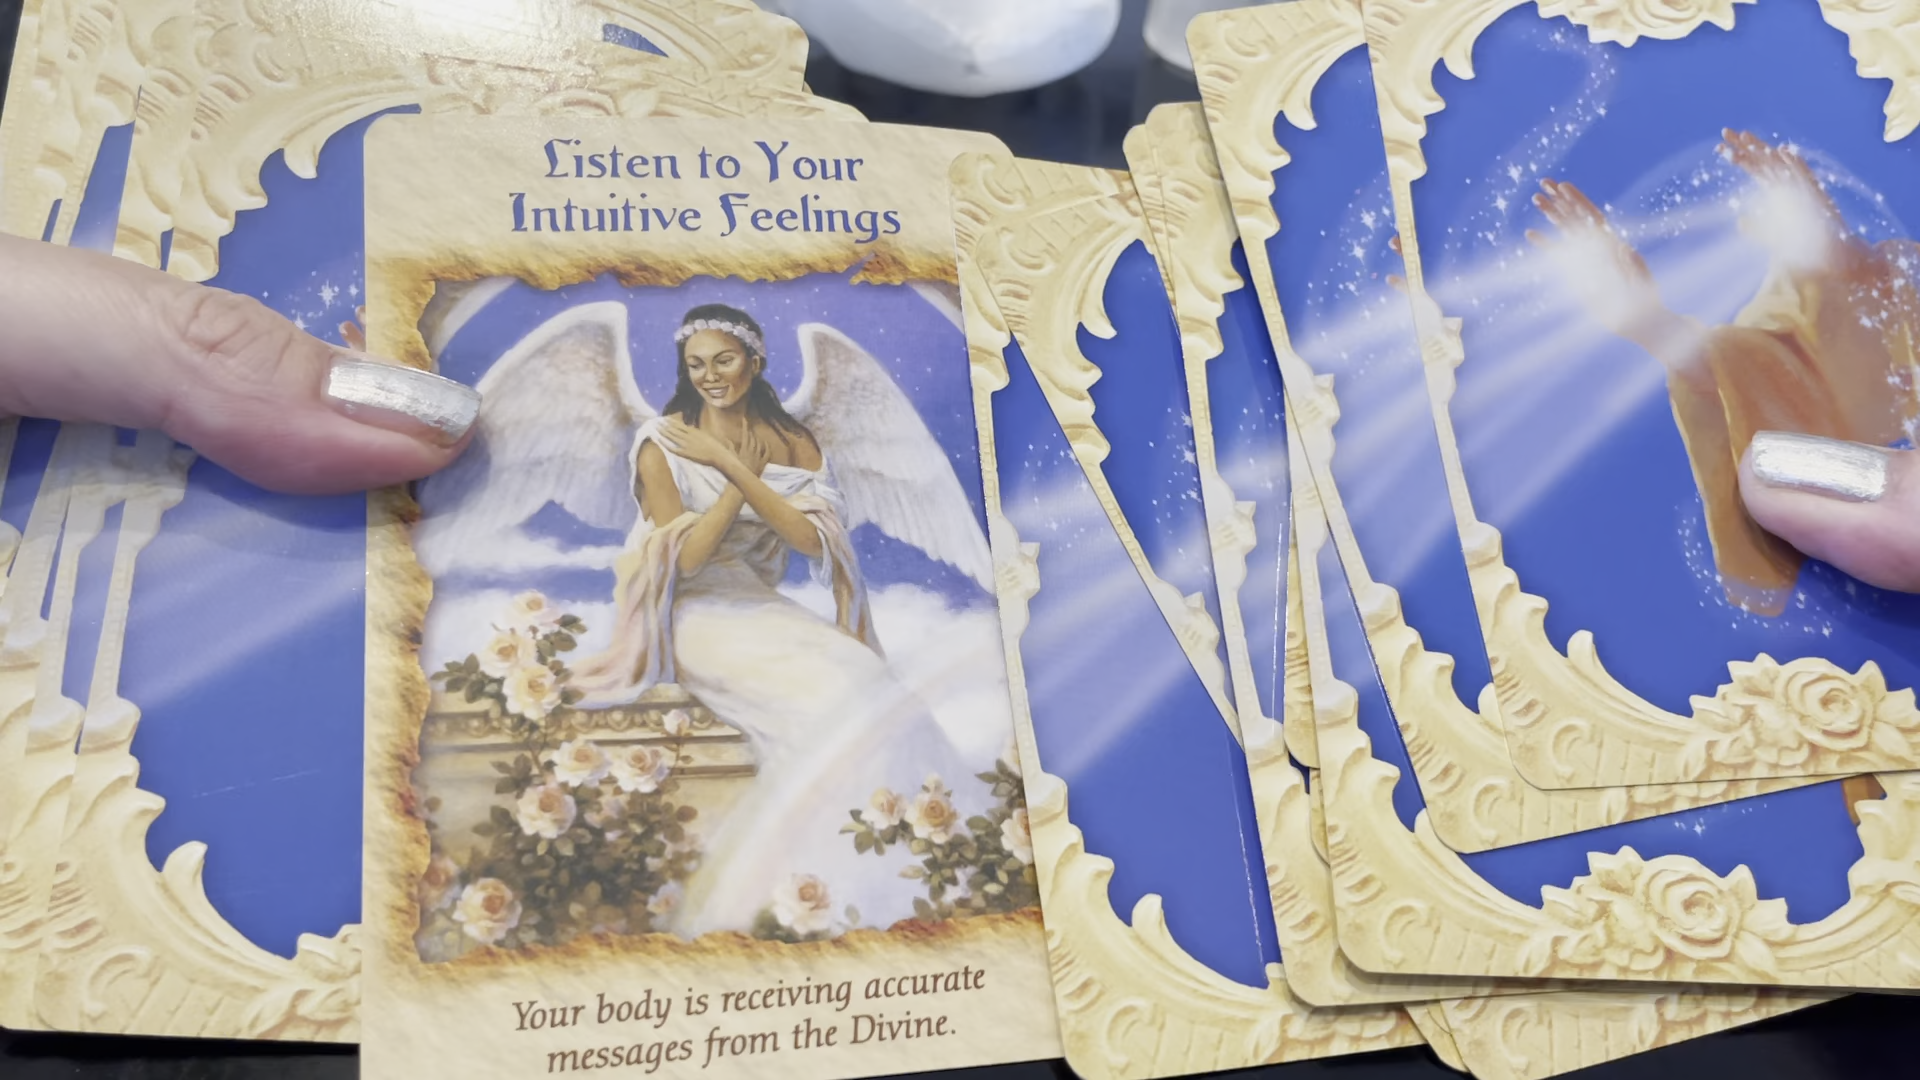 Listen to Your
Intuitive Feelings
Your body is receiving accurate
messages from the Divine.